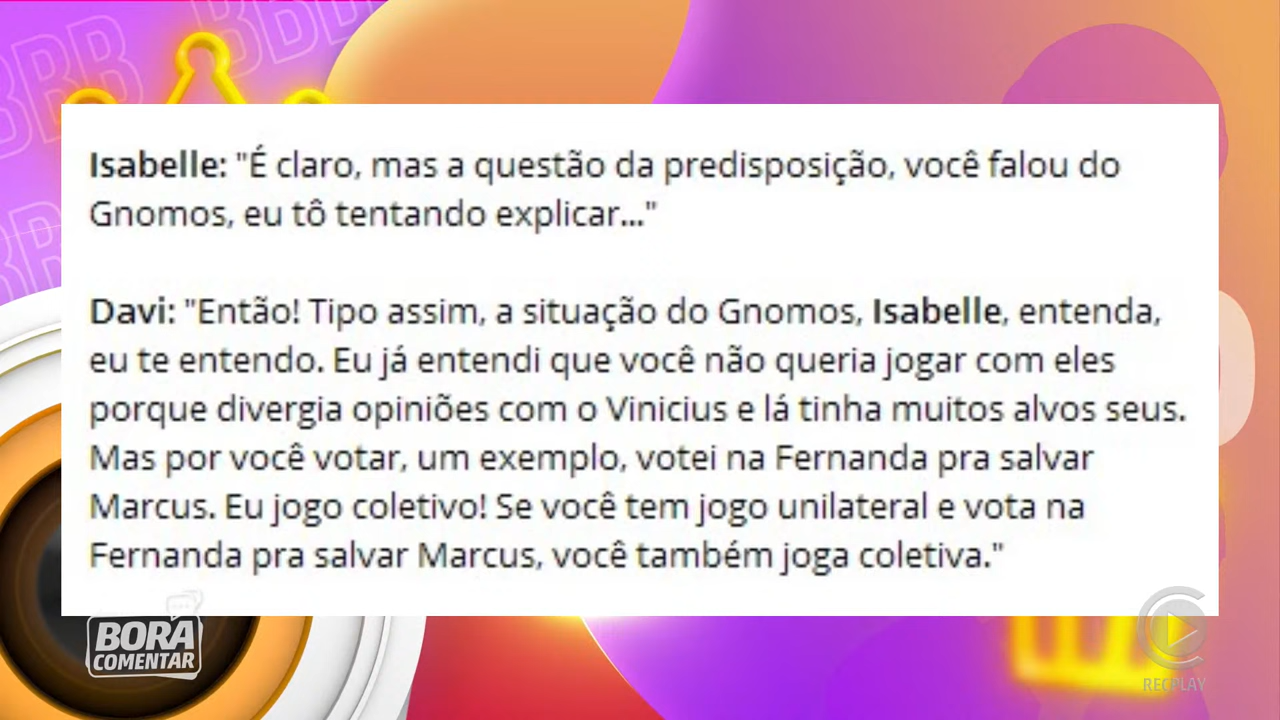 BBB
BBB
BBB
Isabelle: "É claro, mas a questão da predisposição, você falou do
Gnomos, eu tô tentando explicar..."
Davi: "Então! Tipo assim, a situação do Gnomos, Isabelle, entenda,
eu te entendo. Eu já entendi que você não queria jogar com eles
porque divergia opiniões com o Vinicius e lá tinha muitos alvos seus.
Mas por você votar, um exemplo, votei na Fernanda pra salvar
Marcus. Eu jogo coletivo! Se você tem jogo unilateral e vota na
Fernanda pra salvar Marcus, você também joga coletiva."
BORA
COMENTAR
RECPLAY